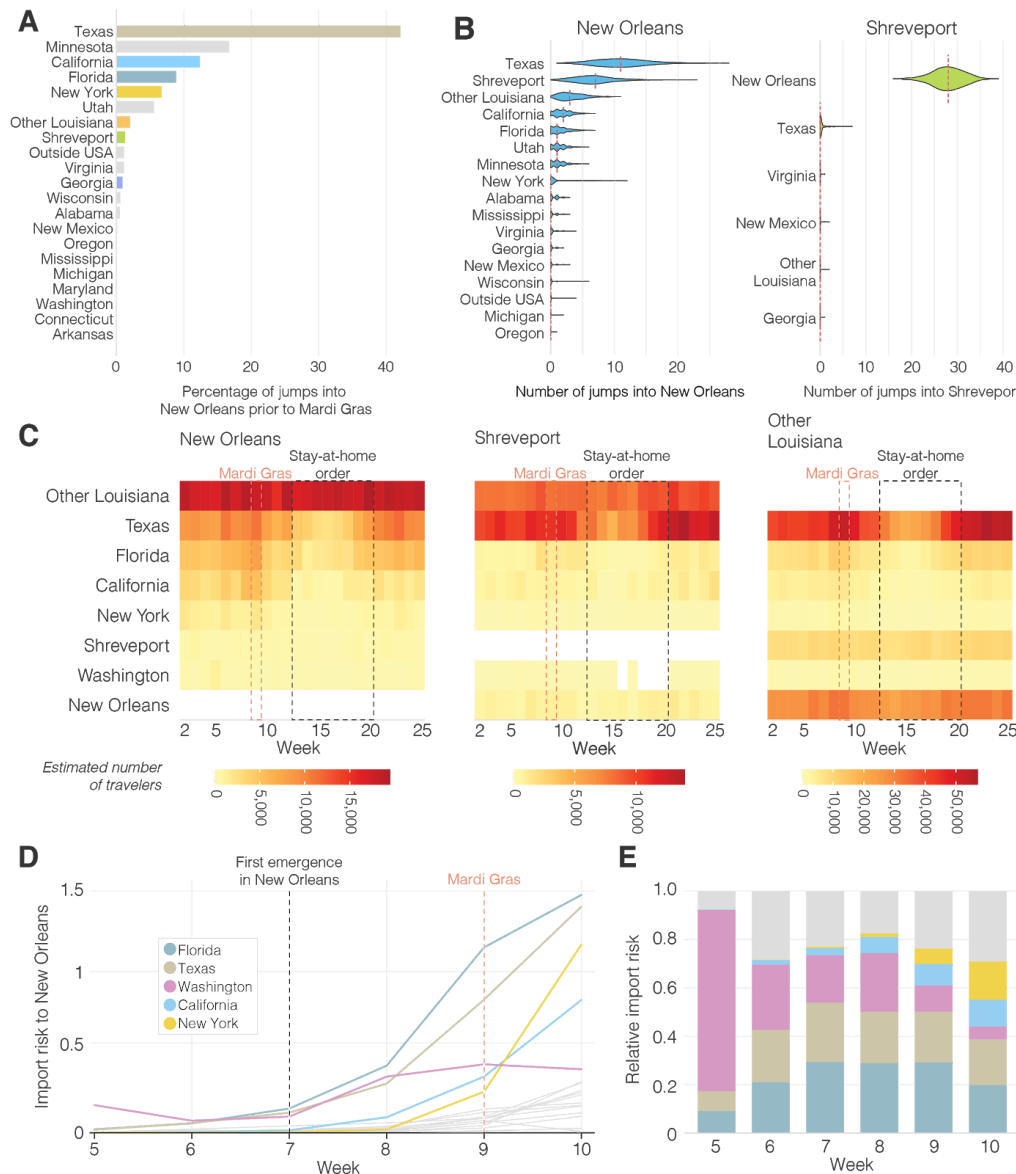 A
Texas
Minnesota
California
Florida
New York
Utah
Other Louisiana
Shreveport
Outside USA
Virginia
Georgia
Wisconsin
Alabama
New Mexico
Oregon
Mississippi
Michigan
Maryland
Washington
Connecticut
Arkansas
0 10 20 30 40
Percentage of jumps into
New Orleans prior to Mardi Gras
B
New Orleans
Texas
Shreveport
Other Louisiana
California
Florida
Utah
Minnesota
New York
Alabama
Mississippi
Virginia
Georgia
New Mexico
Wisconsin
Outside USA
Michigan
Oregon
0 10 20
Number of jumps into New Orleans
Shreveport
New Orleans
Texas
Virginia
New Mexico
Other
Louisiana
Georgia
0 10 20 30 40
Number of jumps into Shrevepor
C
New Orleans
Mardi Gras
Stay-at-home
order
Other Louisiana
Texas
Florida
California
New York
Shreveport
Washington
New Orleans
2 5 10 15 20 25
Week
Shreveport
Mardi Gras
Stay-at-home
order
2 5 10 15 20 25
Week
Other
Louisiana
Mardi Gras
Stay-at-home
order
2 5 10 15 20 25
Week
Estimated number
of travelers
0 5,000 10,000 15,000
0 5,000 10,000
0 10,000 20,000 30,000 40,000 50,000
D
First emergence
in New Orleans
Mardi Gras
Import risk to New Orleans
1.5
1
0.5
0
Florida
Texas
Washington
California
New York
5 6 7 8 9 10
Week
E
Relative import risk
1.0
0.8
0.6
0.4
0.2
0
5 6 7 8 9 10
Week